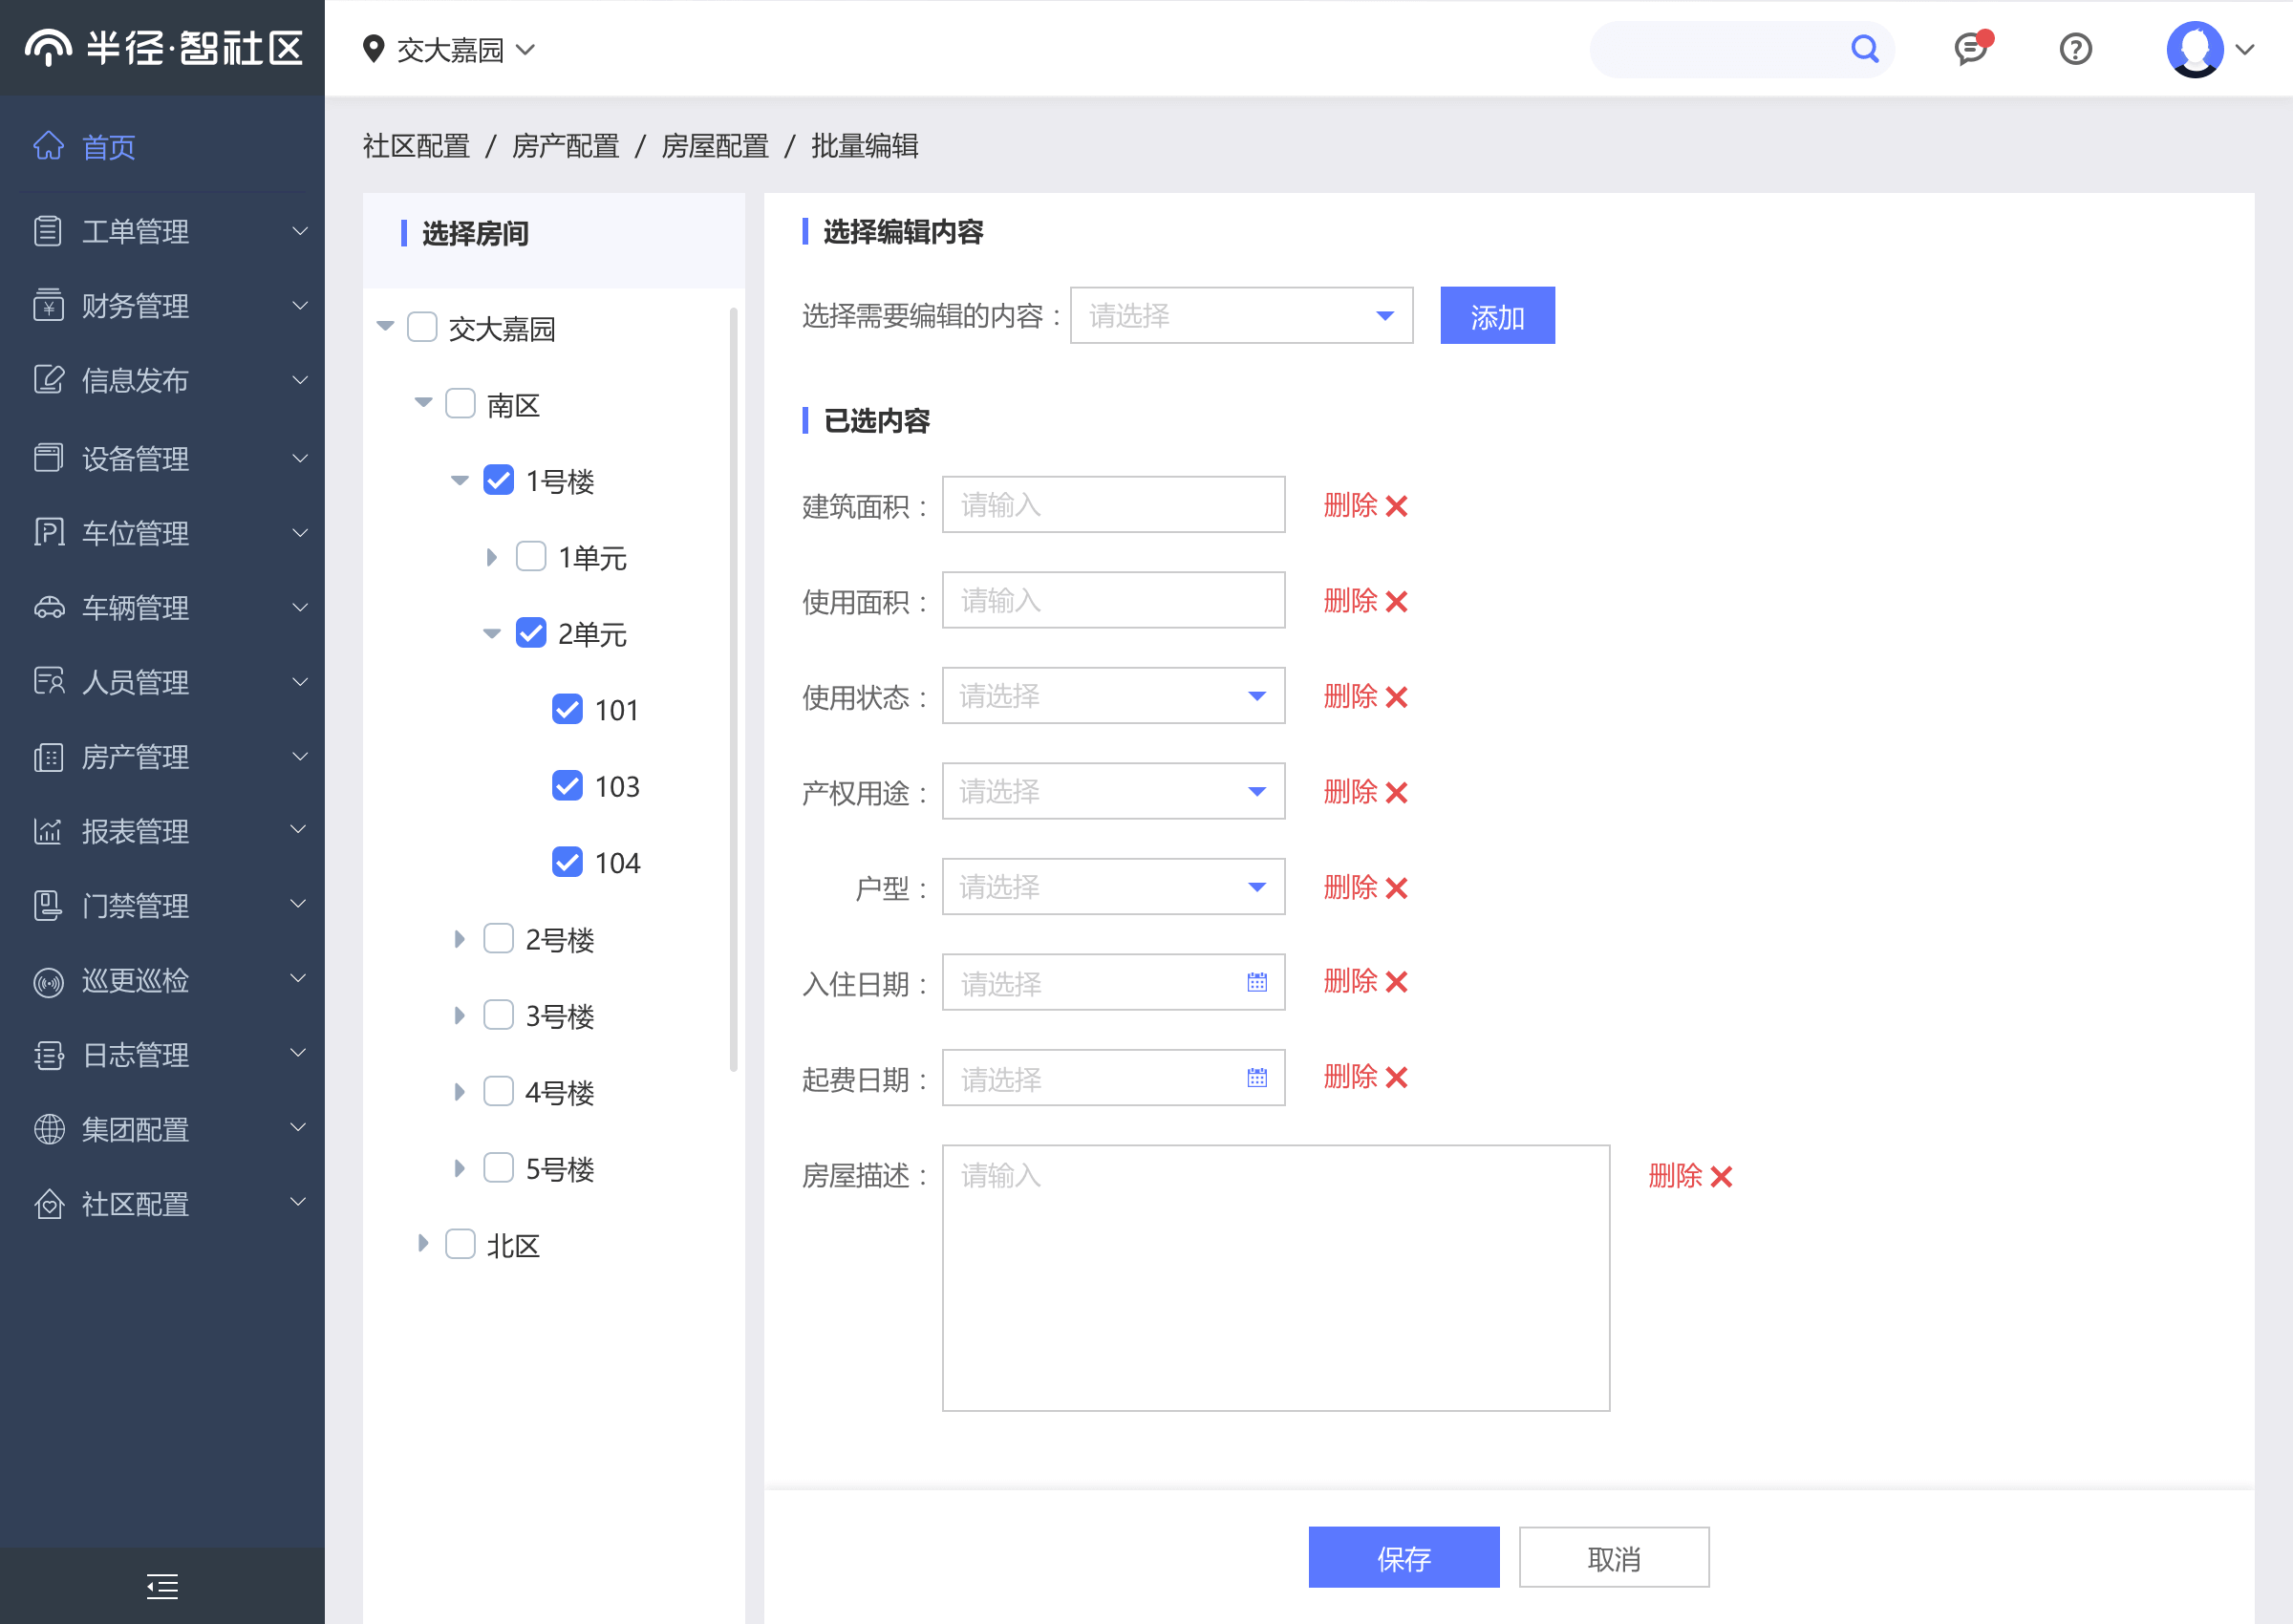 半径·智社区
交大嘉园
首页
工单管理
财务管理
信息发布
设备管理
车位管理
车辆管理
人员管理
房产管理
报表管理
门禁管理
巡更巡检
日志管理
集团配置
社区配置
社区配置 / 房产配置 / 房屋配置 / 批量编辑
选择房间
交大嘉园
南区
1号楼
1单元
2单元
101
103
104
2号楼
3号楼
4号楼
5号楼
北区
选择编辑内容
选择需要编辑的内容： 请选择 添加
已选内容
建筑面积： 请输入 删除
使用面积： 请输入 删除
使用状态： 请选择 删除
产权用途： 请选择 删除
户型： 请选择 删除
入住日期： 请选择 删除
起费日期： 请选择 删除
房屋描述： 请输入 删除
保存 取消